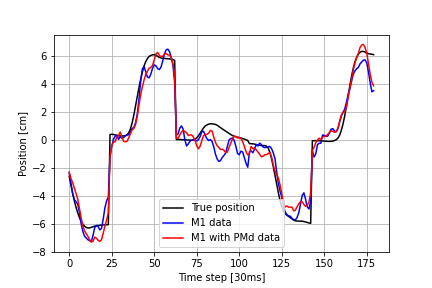 Position [cm]
6
4
2
0
−2
−4
−6
−8
True position
M1 data
M1 with PMd data
0 25 50 75 100 125 150 175
Time step [30ms]